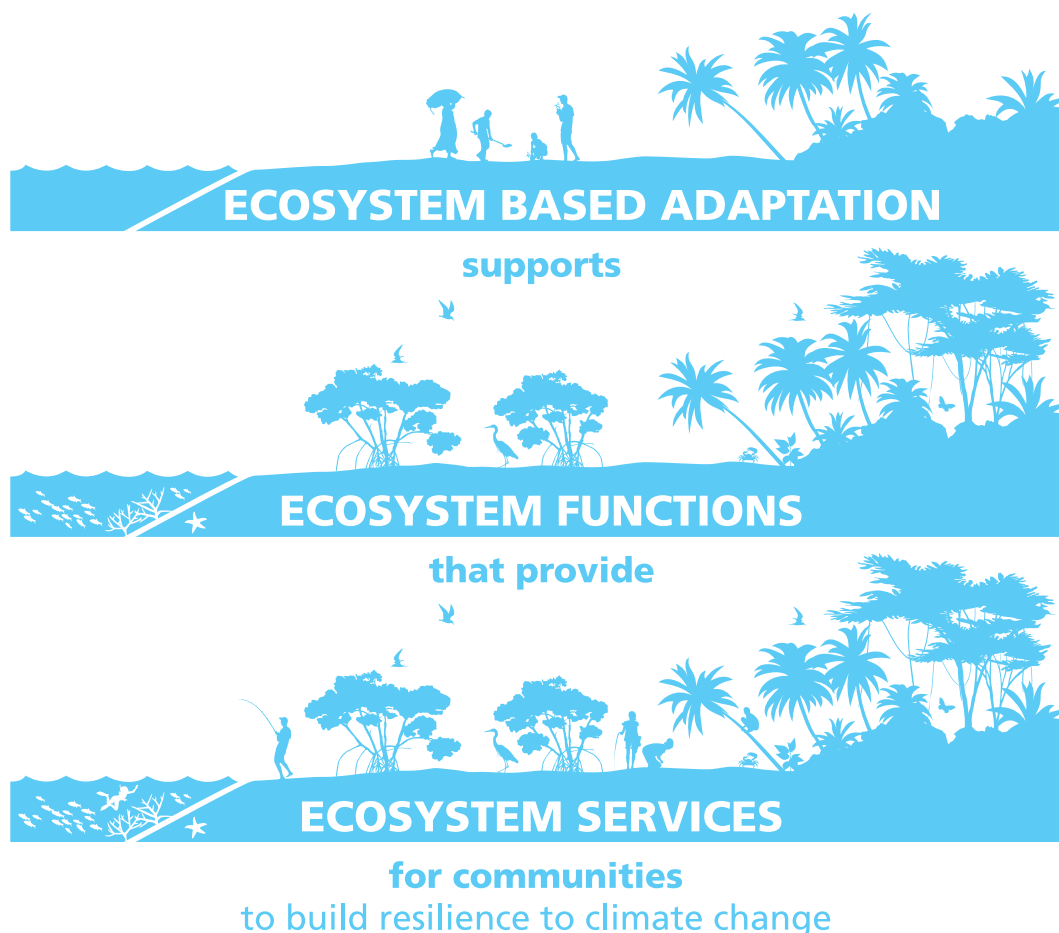 ECOSYSTEM BASED ADAPTATION
supports
ECOSYSTEM FUNCTIONS
that provide
ECOSYSTEM SERVICES
for communities
to build resilience to climate change